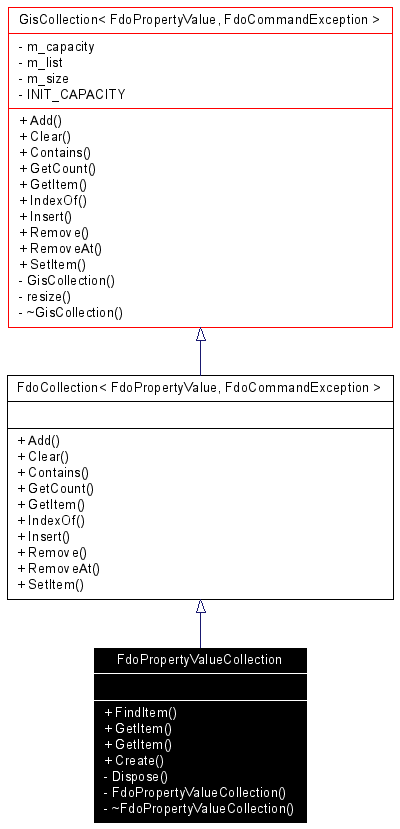 GisCollection< FdoPropertyValue, FdoCommandException >
- m_capacity
- m_list
- m_size
- INIT_CAPACITY
+ Add()
+ Clear()
+ Contains()
+ GetCount()
+ GetItem()
+ IndexOf()
+ Insert()
+ Remove()
+ RemoveAt()
+ SetItem()
- GisCollection()
- resize()
- ~GisCollection()
FdoCollection< FdoPropertyValue, FdoCommandException >
+ Add()
+ Clear()
+ Contains()
+ GetCount()
+ GetItem()
+ IndexOf()
+ Insert()
+ Remove()
+ RemoveAt()
+ SetItem()
FdoPropertyValueCollection
+ FindItem()
+ GetItem()
+ GetItem()
+ Create()
- Dispose()
- FdoPropertyValueCollection()
- ~FdoPropertyValueCollection()